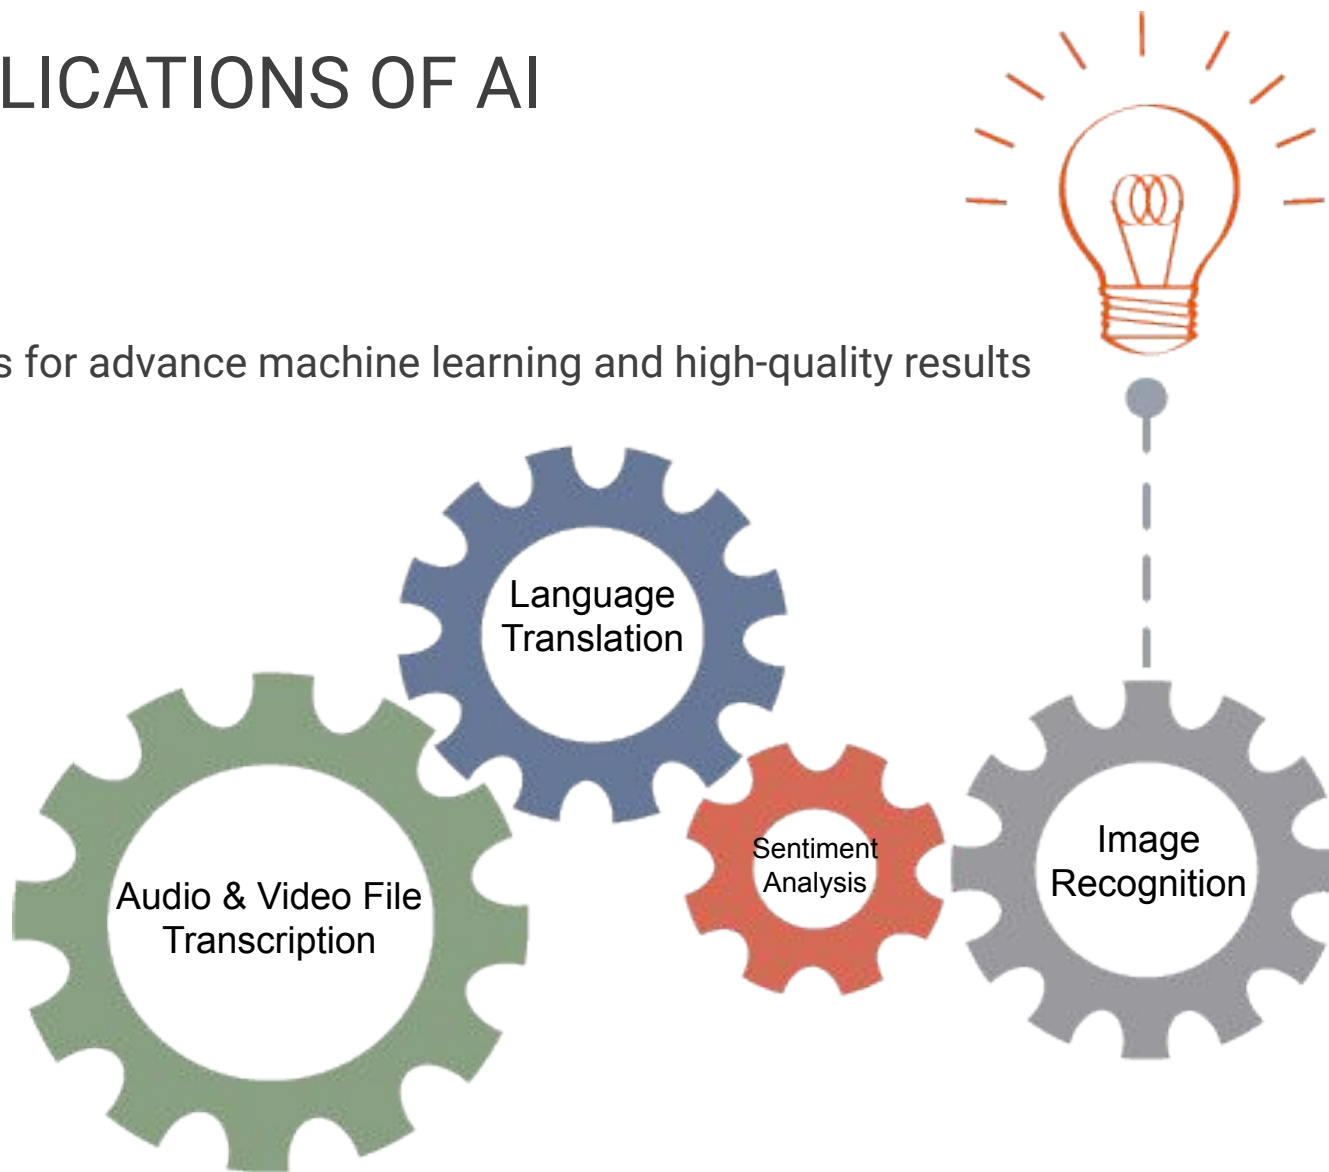 LICATIONS OF AI
s for advance machine learning and high-quality results
Language
Translation
Sentiment
Analysis
Image
Recognition
Audio & Video File
Transcription